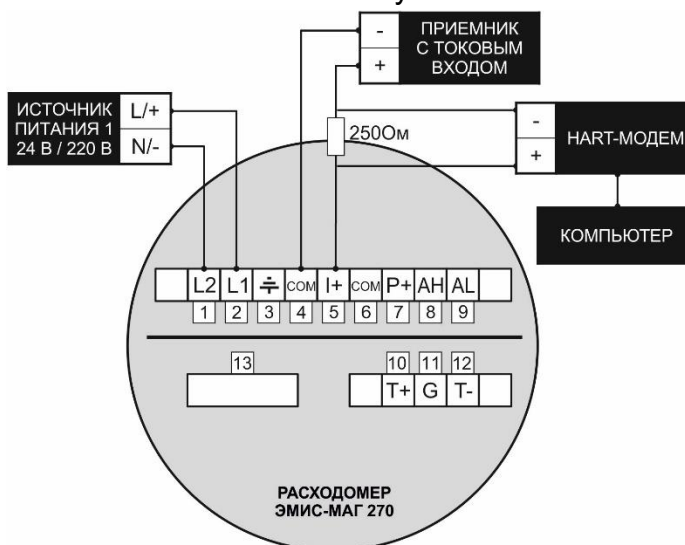 -
ПРИЕМНИК
С ТОКОВЫМ
ВХОДОМ
+
ИСТОЧНИК
ПИТАНИЯ 1
24 В / 220 В
L/+
N/-
250Ом
-
+
HART-МОДЕМ
КОМПЬЮТЕР
L2 L1 COM I+ COM P+ AH AL
1 2 3 4 5 6 7 8 9
13
10 11 12
T+ G T-
РАСХОДОМЕР
ЭМИС-МАГ 270